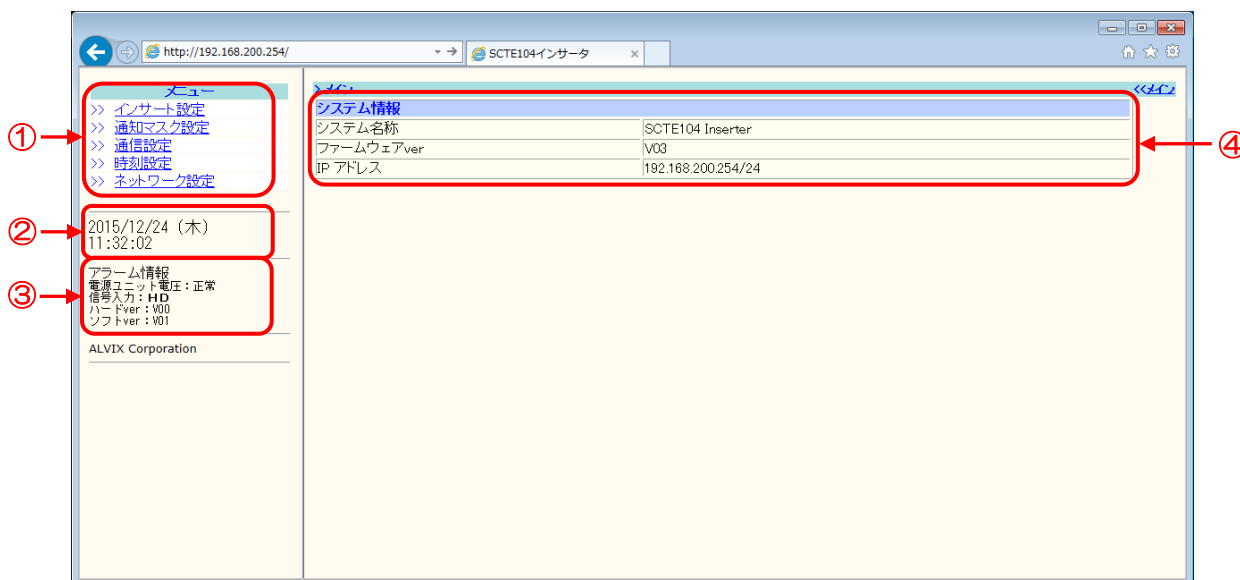 http://192.168.200.254/
SCTE104インサータ
メニュー
>> インサート設定
>> 通知マスク設定
>> 通信設定
>> 時刻設定
>> ネットワーク設定
①
②
2015/12/24 (木)
11:32:02
③
アラーム情報
電源ユニット電圧：正常
信号入力：HD
ハードver：V00
ソフトver：V01
ALVIX Corporation
>メイン
<<メイン
システム情報
システム名称 SCTE104 Inserter
ファームウェアver V03
IP アドレス 192.168.200.254/24
④